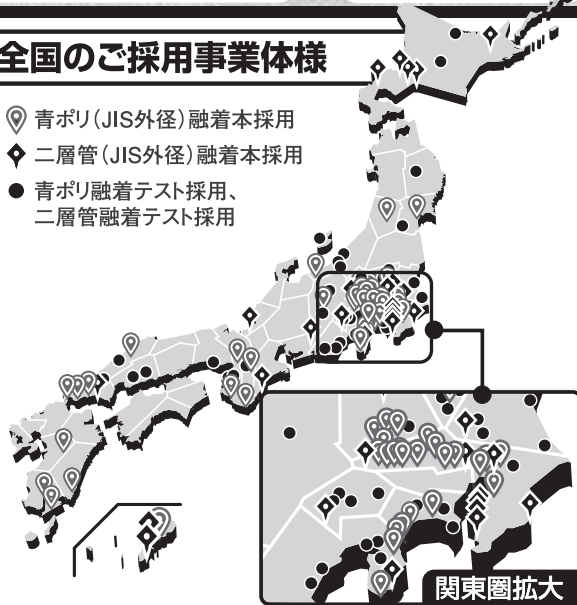 全国のご採用事業体様
青ポリ（JIS外径）融着本採用
二層管（JIS外径）融着本採用
青ポリ融着テスト採用、
二層管融着テスト採用
関東圏拡大